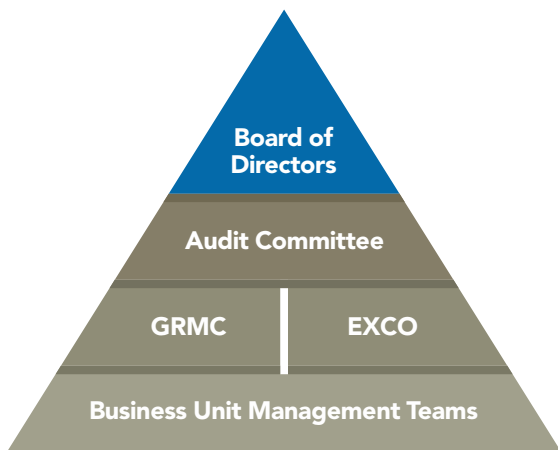 Board of
Directors
Audit Committee
GRMC
EXCO
Business Unit Management Teams